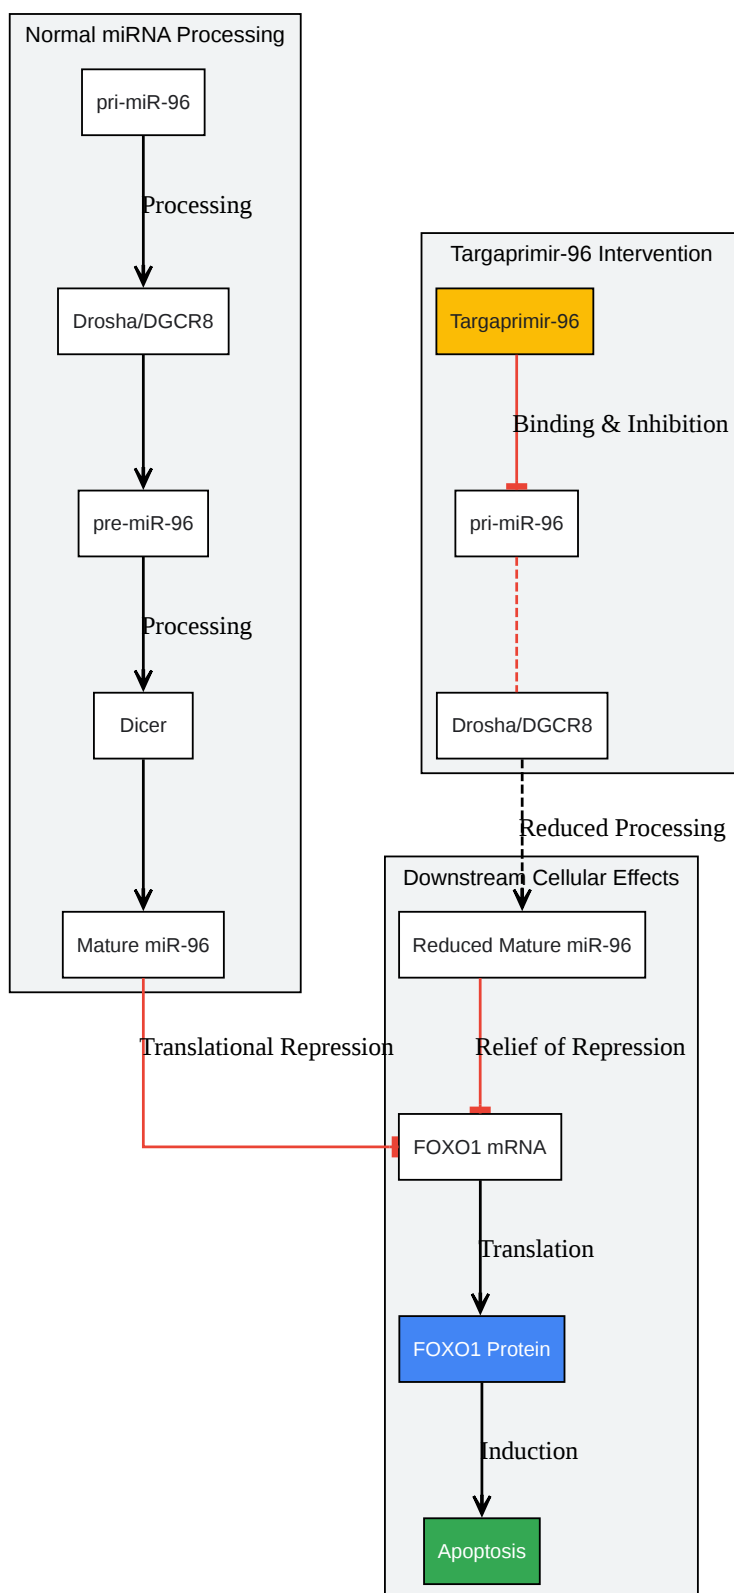 Normal miRNA Processing
pri-miR-96
Processing
Drosha/DGCR8
pre-miR-96
Processing
Dicer
Mature miR-96
Translational Repression
Targaprimir-96 Intervention
Targaprimir-96
Binding & Inhibition
pri-miR-96
Drosha/DGCR8
Reduced Processing
Downstream Cellular Effects
Reduced Mature miR-96
Relief of Repression
FOXO1 mRNA
Translation
FOXO1 Protein
Induction
Apoptosis